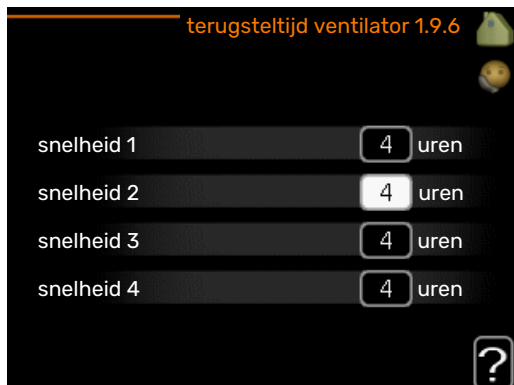 terugsteltijd ventilator 1.9.6
snelheid 1 4 uren
snelheid 2 4 uren
snelheid 3 4 uren
snelheid 4 4 uren
?